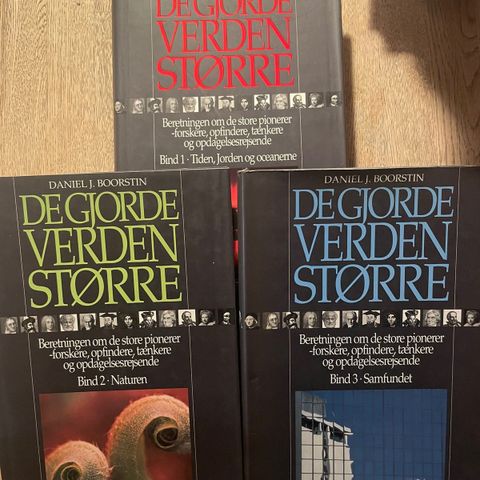 DE GJORDE
VERDEN
STØRRE
Beretningen om de store pionerer
-forskere, opfindere, tænkere
og opdagelsesrejsende
Bind 1 · Tiden, Jorden og oceanerne
DANIEL J. BOORSTIN
DE GJORDE
VERDEN
STØRRE
Beretningen om de store pionerer
-forskere, opfindere, tænkere
og opdagelsesrejsende
Bind 2 · Naturen
DANIEL J. BOORSTIN
DE GJORDE
VERDEN
STØRRE
Beretningen om de store pionerer
-forskere, opfindere, tænkere
og opdagelsesrejsende
Bind 3 · Samfundet